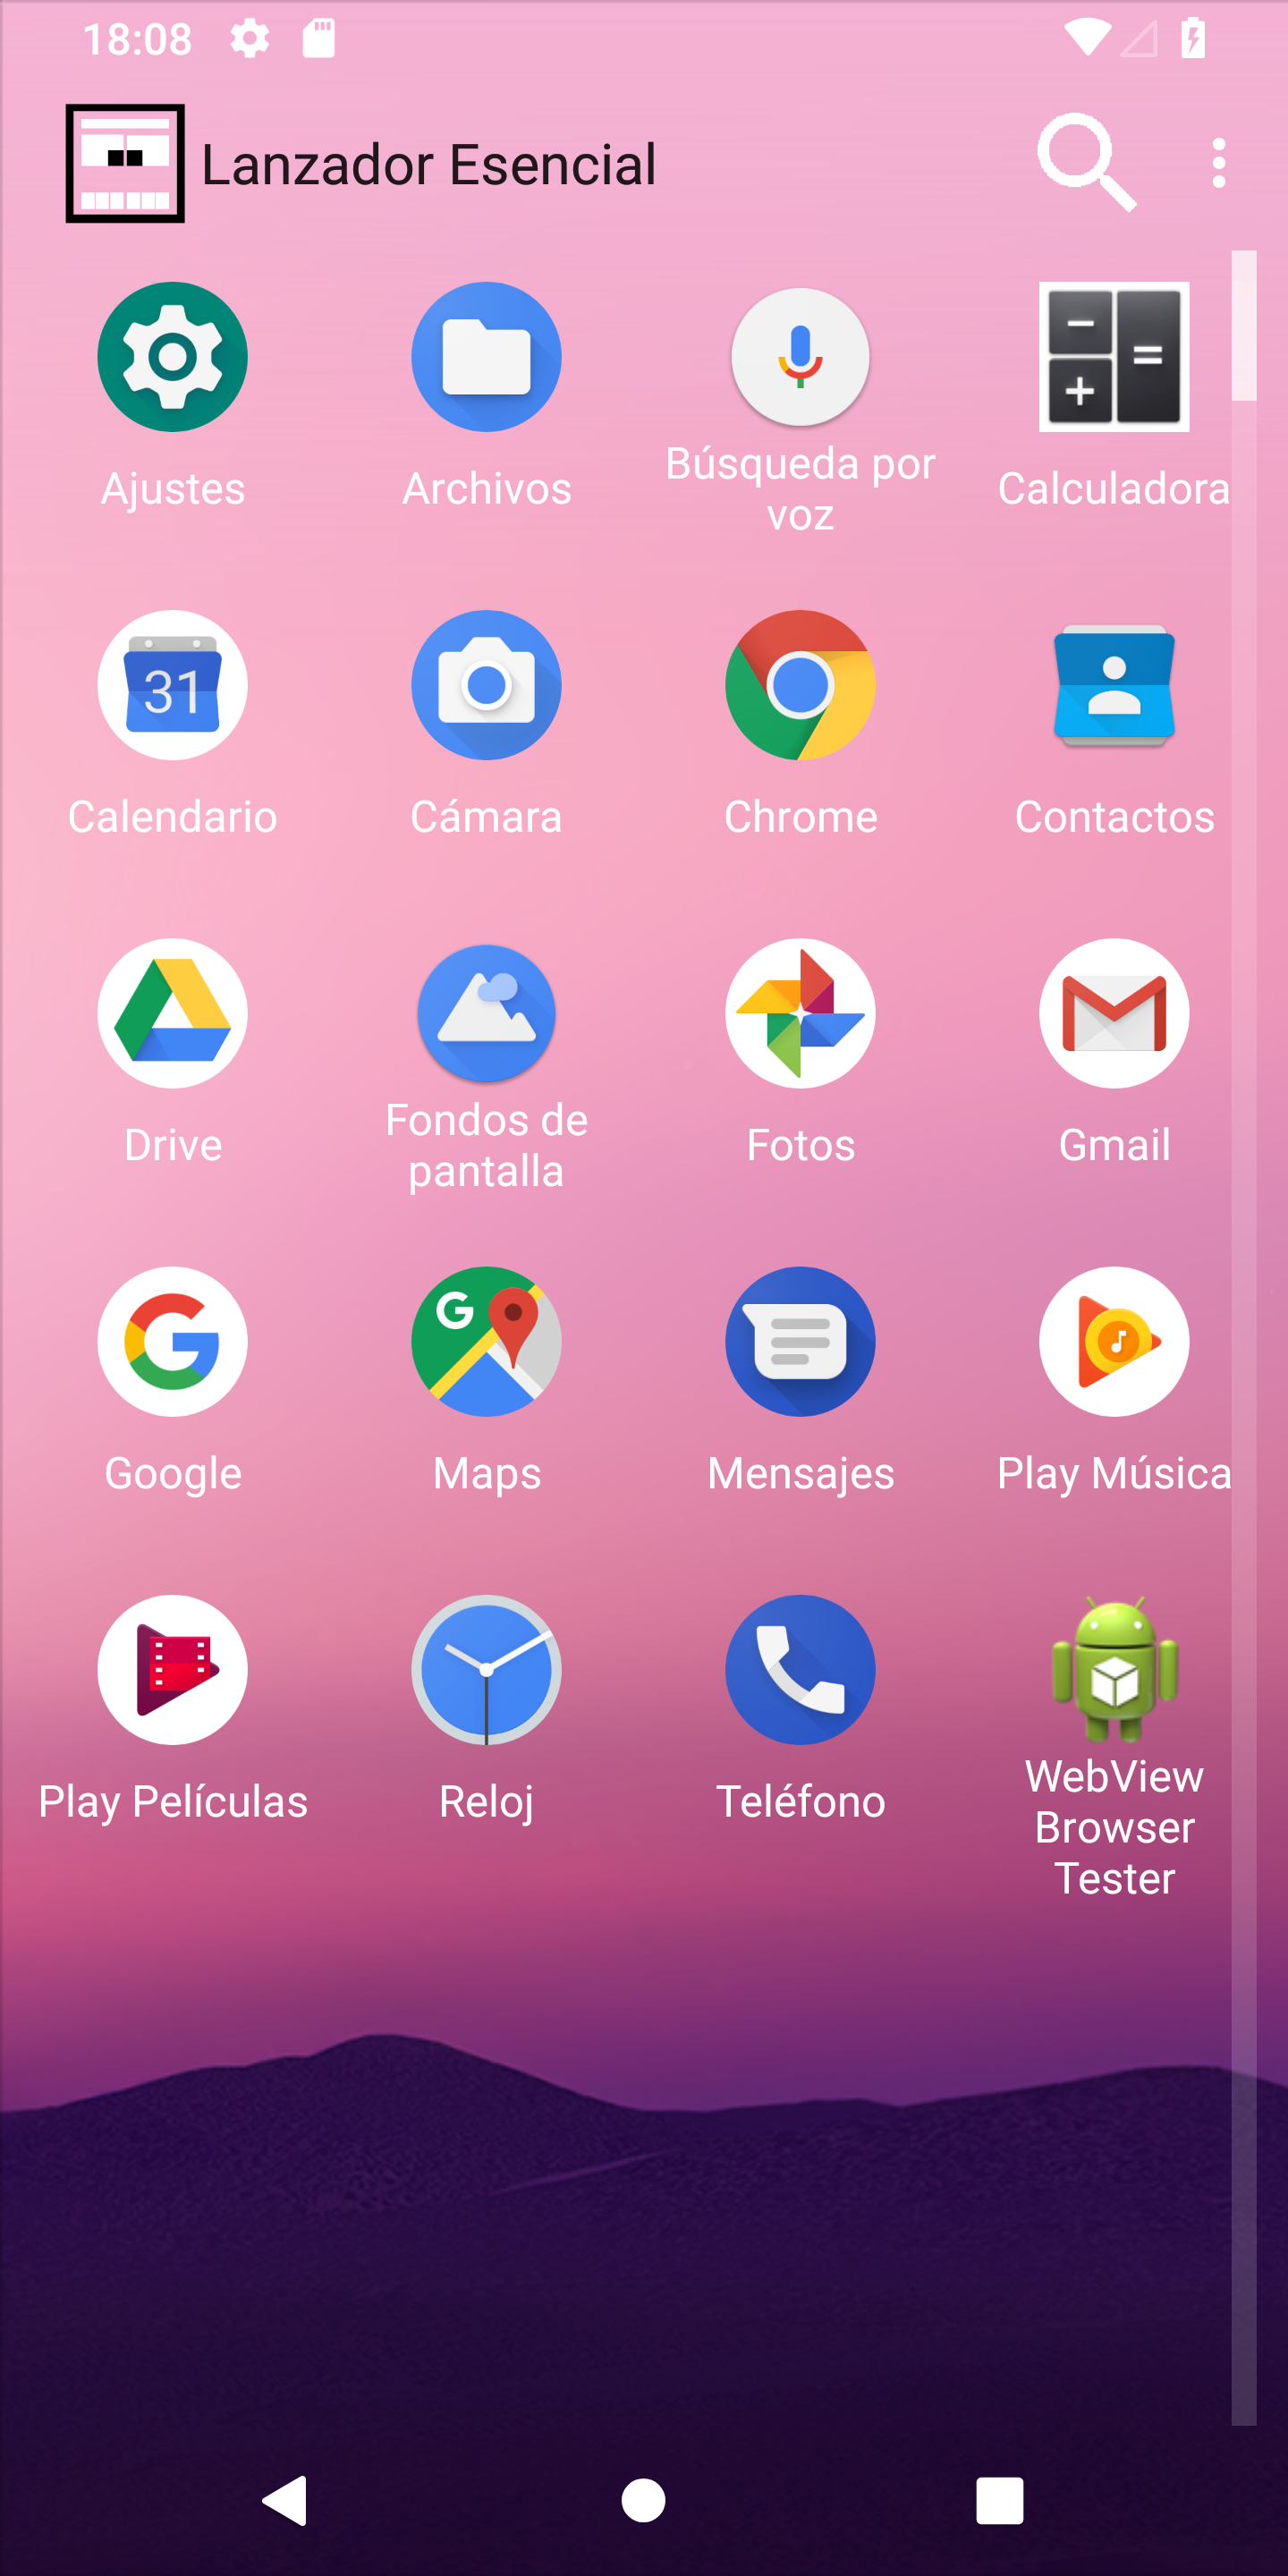 18:08
Lanzador Esencial
Ajustes
Archivos
Búsqueda por
voz
Calculadora
31
Calendario
Cámara
Chrome
Contactos
Drive
Fondos de
pantalla
Fotos
Gmail
Google
G
Maps
Mensajes
Play Música
Play Películas
Reloj
Teléfono
WebView
Browser
Tester